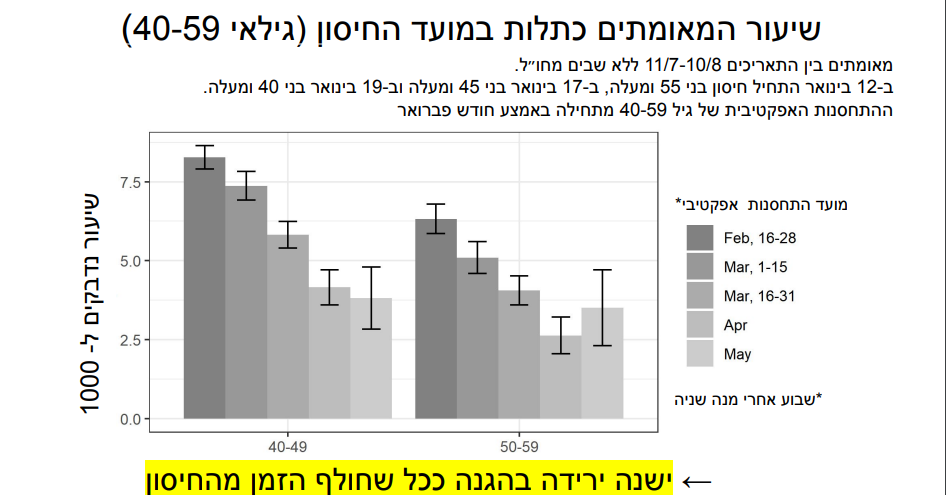 שיעור המאומתים כתלות במועד החיסון (גילאי 40-59)
מאומתים בין התאריכים 11/7-10/8 ללא שבים מחו״ל.
ב-12 בינואר התחיל חיסון בני 55 ומעלה, ב-17 בינואר בני 45 ומעלה וב-19 בינואר בני 40 ומעלה.
ההתחסנות האפקטיבית של גיל 40-59 מתחילה באמצע חודש פברואר
שיעור נדבקים ל- 1000
7.5
5.0
2.5
0.0
40-49
50-59
מועד התחסנות אפקטיבי*
Feb, 16-28
Mar, 1-15
Mar, 16-31
Apr
May
*שבוע אחרי מנה שניה
← ישנה ירידה בהגנה ככל שחולף הזמן מהחיסון